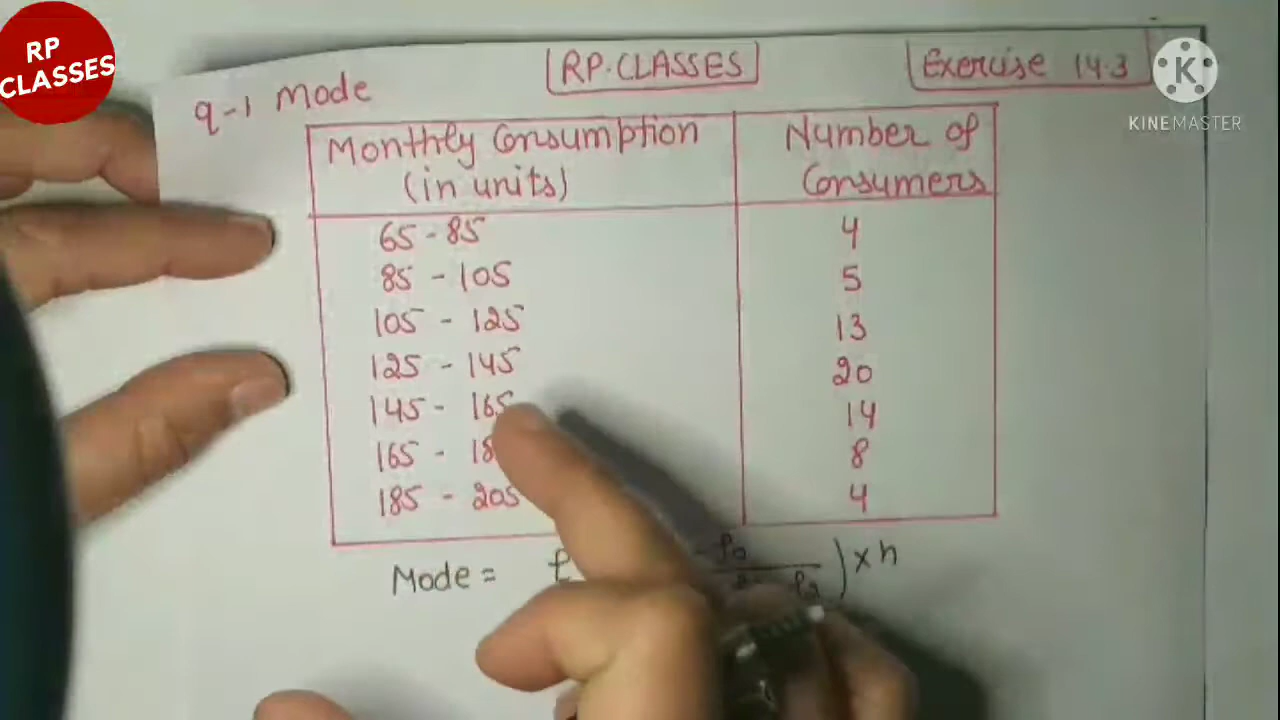 RP
CLASSES
RP.CLASSES
Exercise 14.3
KINEMASTER
q-1 Mode
Monthly Consumption
(in units)
Number of
Consumers
65 - 85 4
85 - 105 5
105 - 125 13
125 - 145 20
145 - 165 14
165 - 8
185 - 205 4
Mode = ) x h